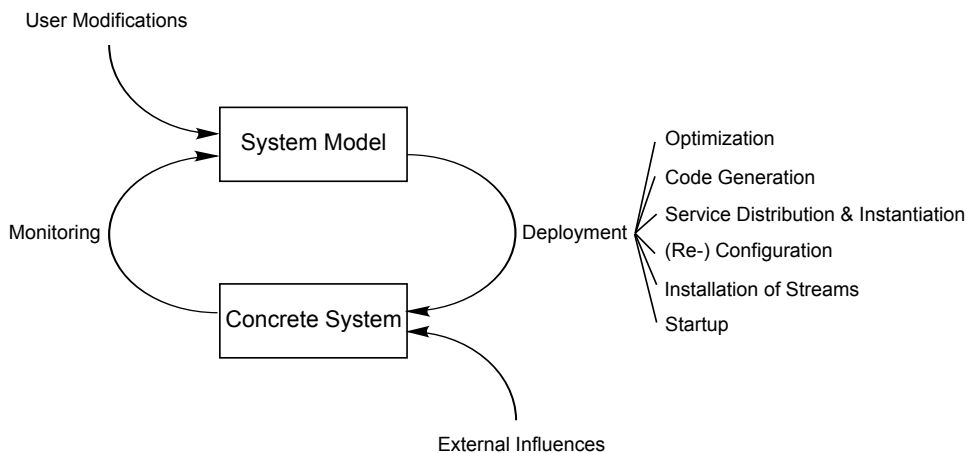 User Modifications
System Model
Optimization
Code Generation
Service Distribution & Instantiation
Monitoring
Deployment
(Re-) Configuration
Installation of Streams
Concrete System
Startup
External Influences